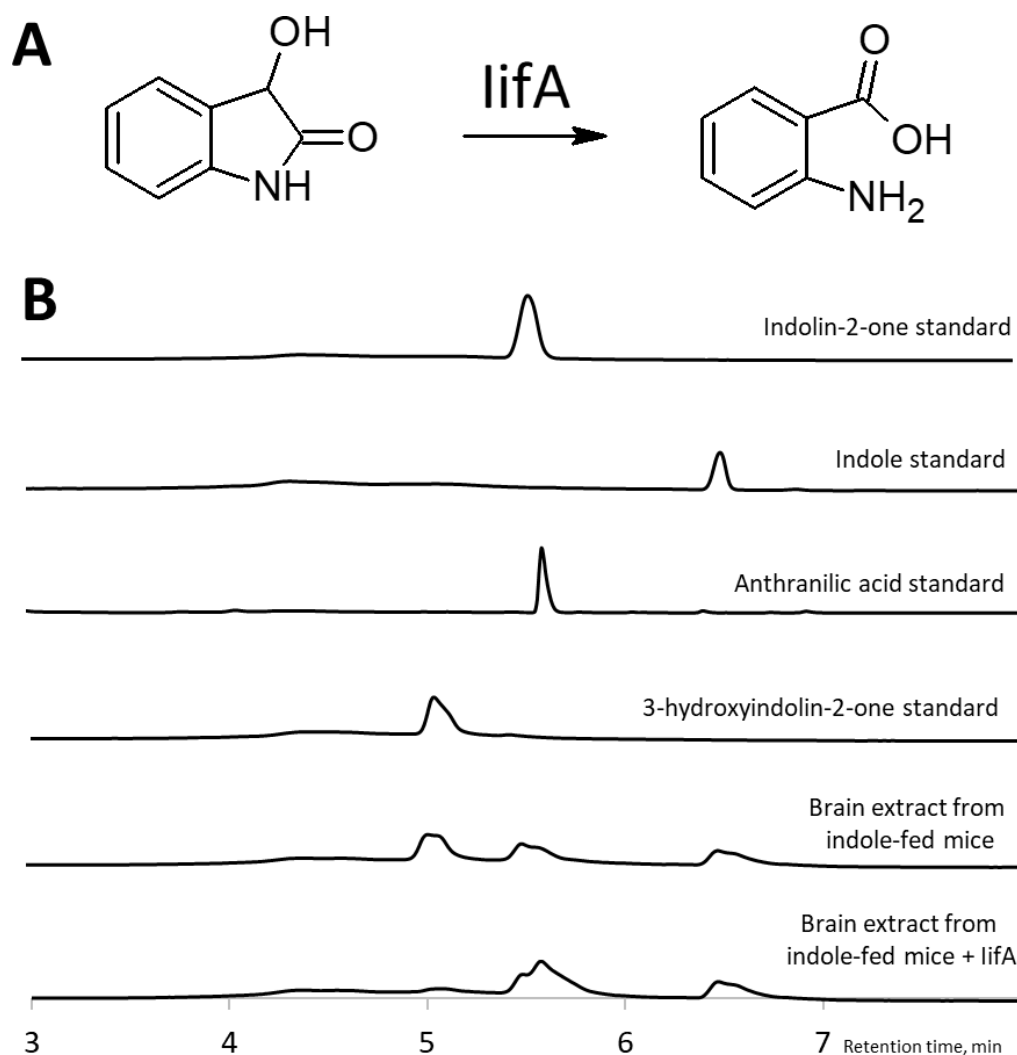 A
OH
O
NH
IifA
O
OH
NH2
B
Indolin-2-one standard
Indole standard
Anthranilic acid standard
3-hydroxyindolin-2-one standard
Brain extract from
indole-fed mice
Brain extract from
indole-fed mice + IifA
3 4 5 6 7 Retention time, min